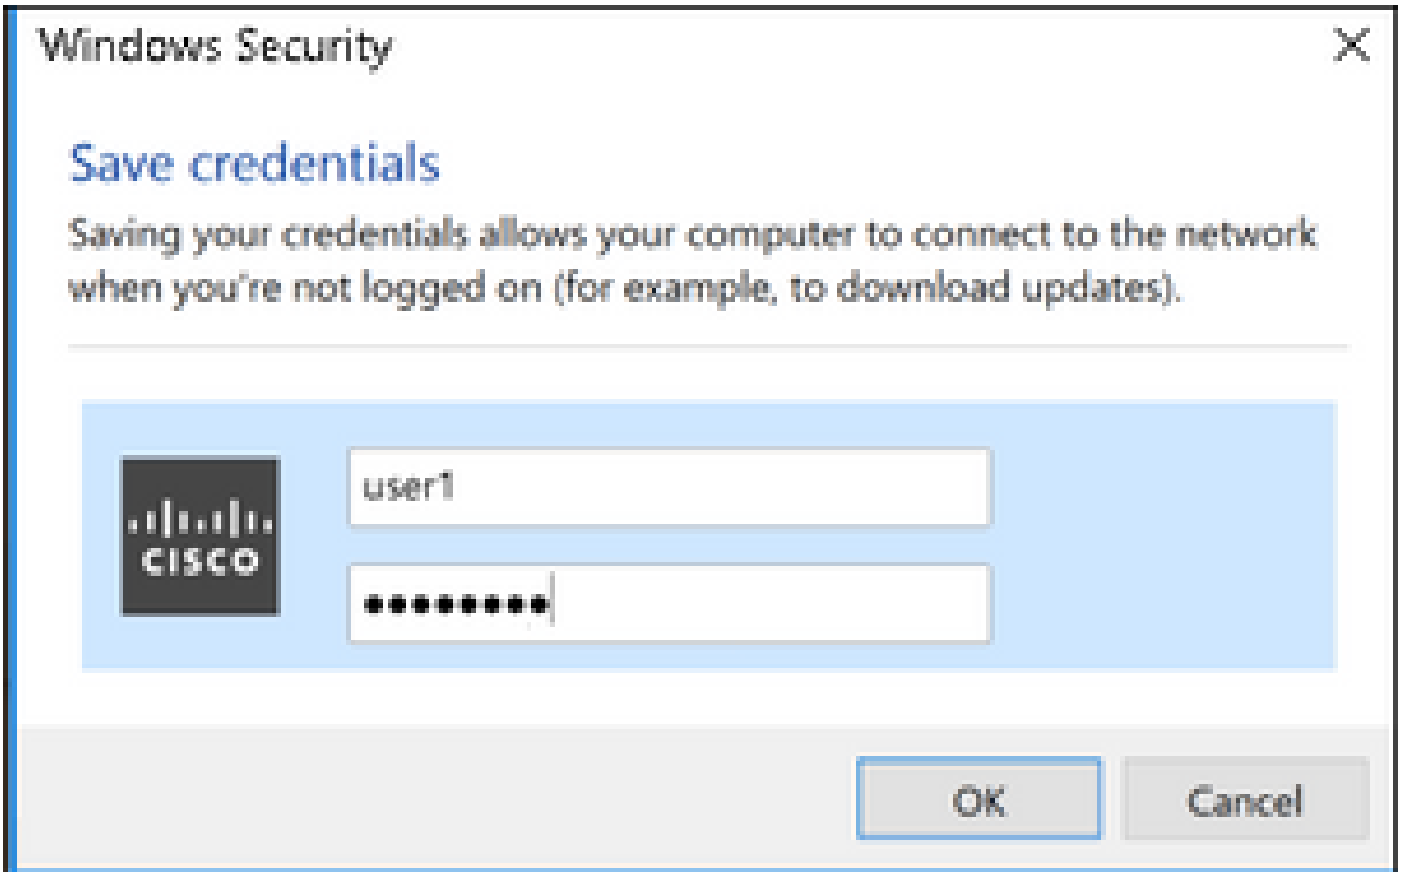 Windows Security
Save credentials
Saving your credentials allows your computer to connect to the network
when you're not logged on (for example, to download updates).
user1
CISCO
••••••••
OK
Cancel